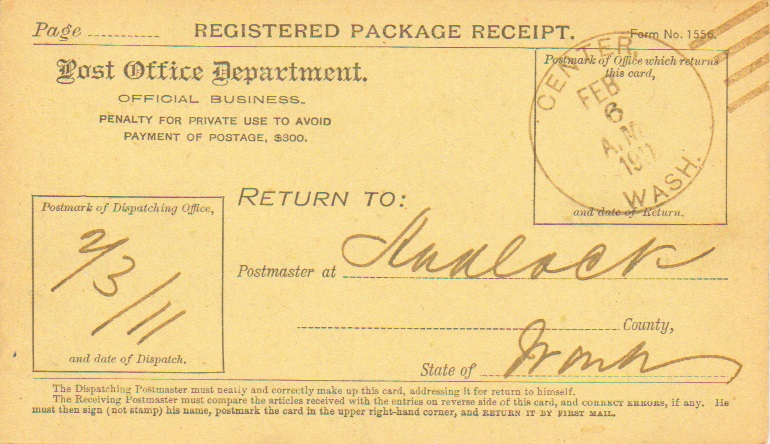 Page
REGISTERED PACKAGE RECEIPT.
Form No. 1556.
Post Office Department.
OFFICIAL BUSINESS.
PENALTY FOR PRIVATE USE TO AVOID
PAYMENT OF POSTAGE, $300.
Postmark of Office which returns
this card,
CENTER,
FEB
6
A.M.
1911
WASH.
and date of Return.
RETURN TO:
Postmark of Dispatching Office,
2/3/11
and date of Dispatch.
Postmaster at Hadlock
County,
State of Wash
The Dispatching Postmaster must neatly and correctly make up this card, addressing it for return to himself.
The Receiving Postmaster must compare the articles received with the entries on reverse side of this card, and CORRECT ERRORS, if any. He
must then sign (not stamp) his name, postmark the card in the upper right-hand corner, and RETURN IT BY FIRST MAIL.